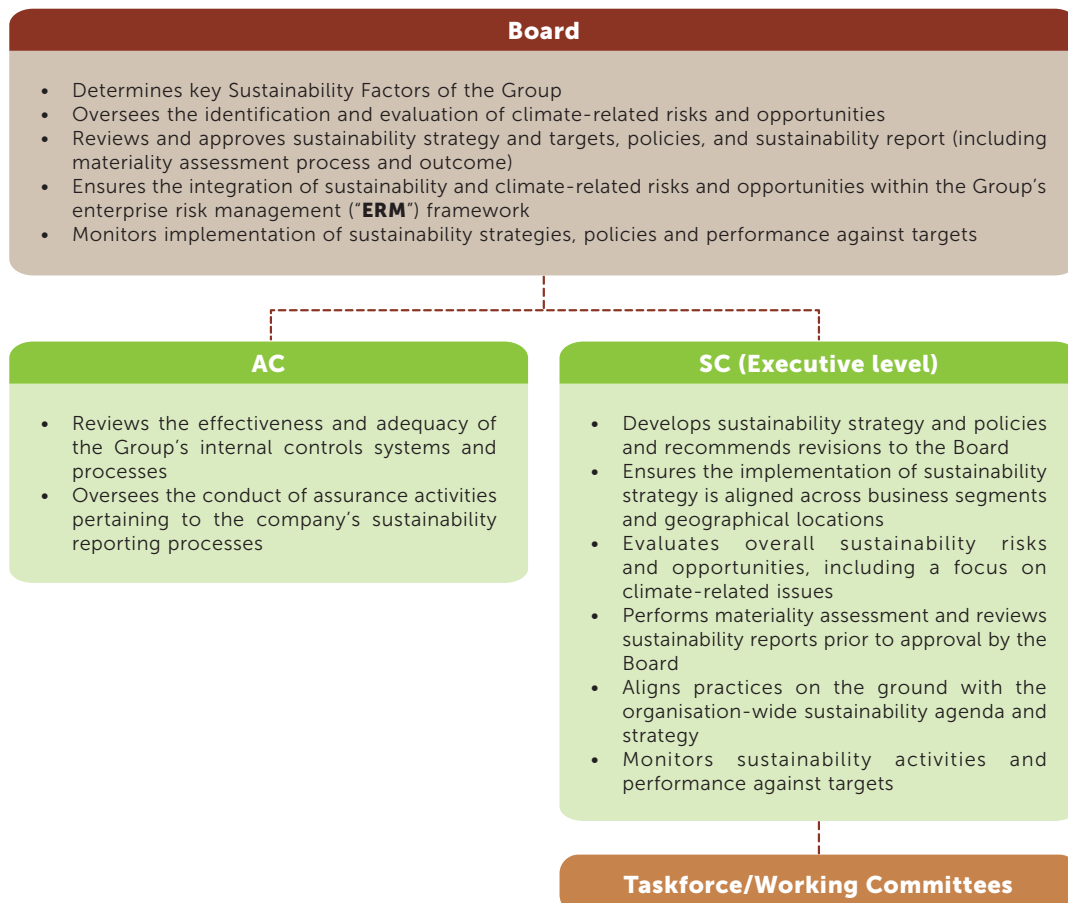 Board
• Determines key Sustainability Factors of the Group
• Oversees the identification and evaluation of climate-related risks and opportunities
• Reviews and approves sustainability strategy and targets, policies, and sustainability report (including
materiality assessment process and outcome)
• Ensures the integration of sustainability and climate-related risks and opportunities within the Group's
enterprise risk management (“ERM”) framework
• Monitors implementation of sustainability strategies, policies and performance against targets
AC
• Reviews the effectiveness and adequacy of
the Group's internal controls systems and
processes
• Oversees the conduct of assurance activities
pertaining to the company's sustainability
reporting processes
SC (Executive level)
• Develops sustainability strategy and policies
and recommends revisions to the Board
• Ensures the implementation of sustainability
strategy is aligned across business segments
and geographical locations
• Evaluates overall sustainability risks
and opportunities, including a focus on
climate-related issues
• Performs materiality assessment and reviews
sustainability reports prior to approval by the
Board
• Aligns practices on the ground with the
organisation-wide sustainability agenda and
strategy
• Monitors sustainability activities and
performance against targets
Taskforce/Working Committees